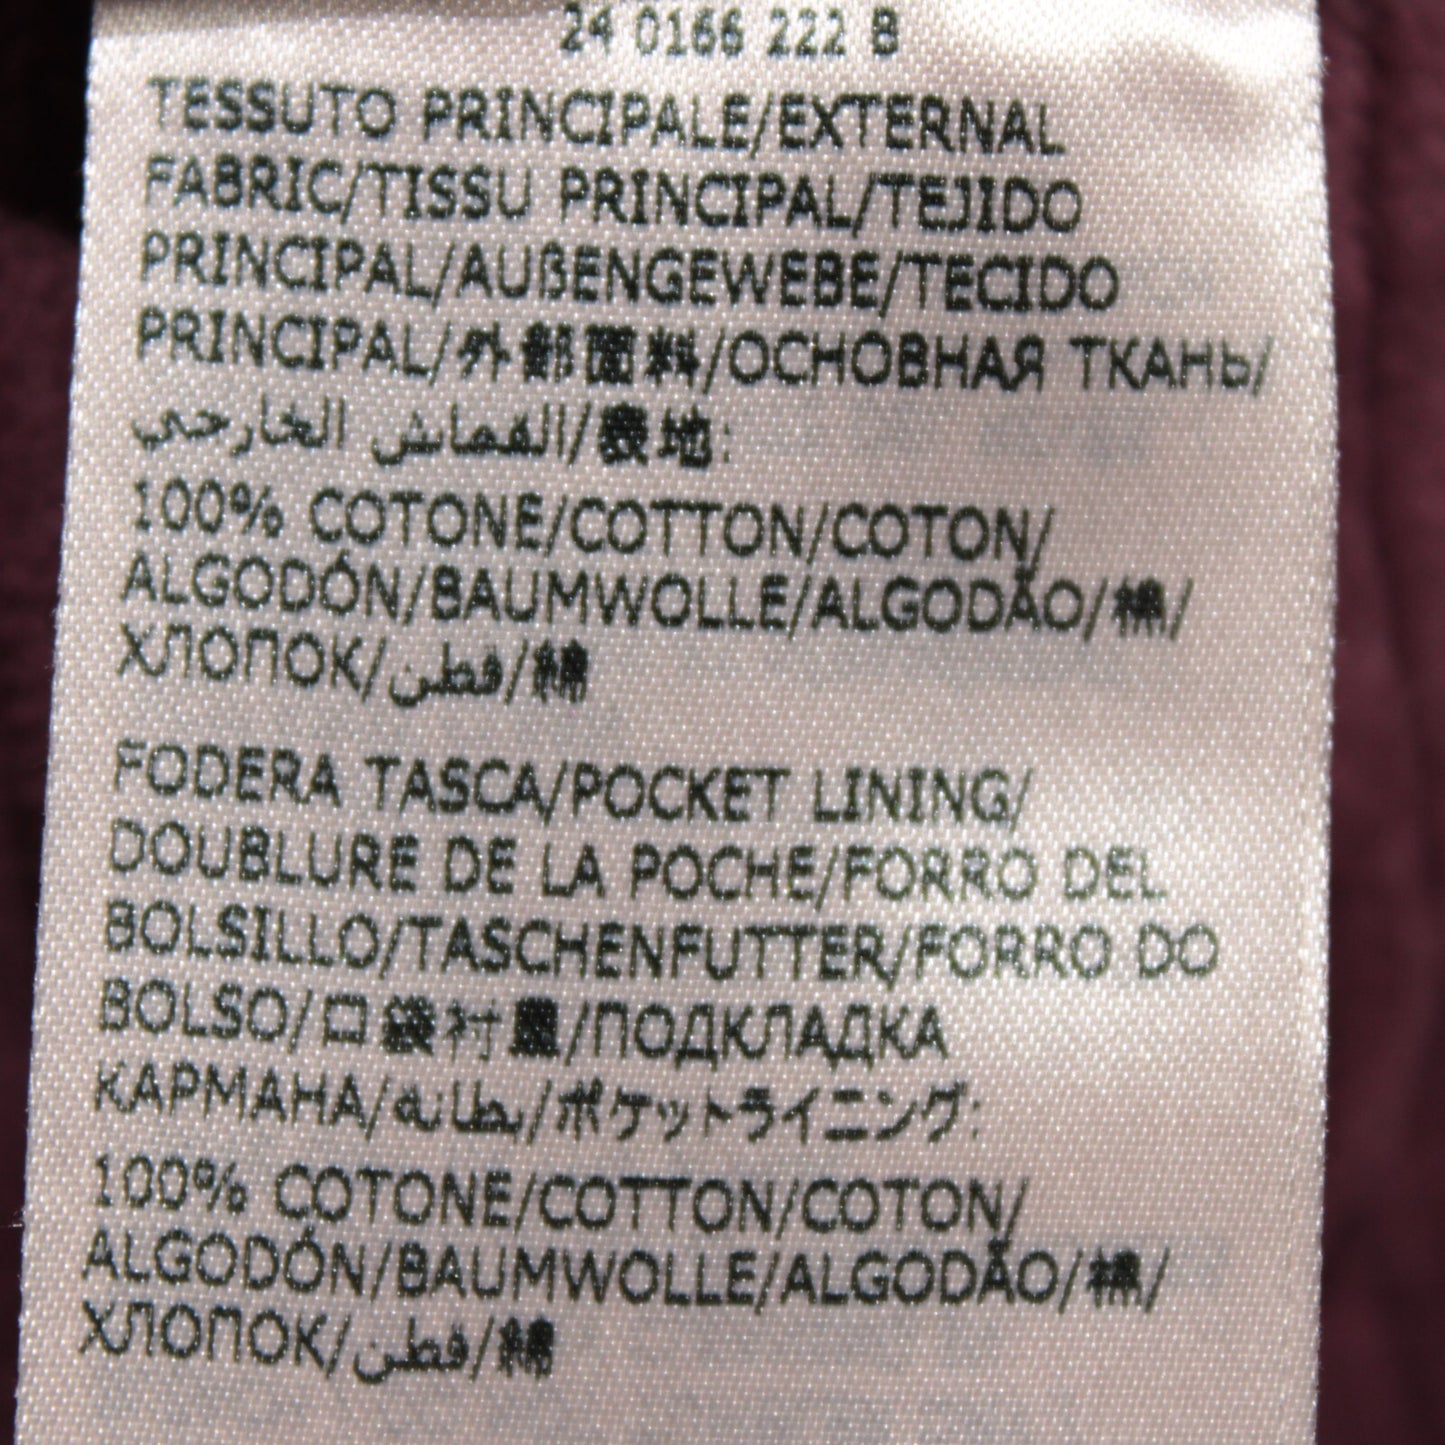 24 0166 222 B
TESSUTO PRINCIPALE/EXTERNAL
FABRIC/TISSU PRINCIPAL/TEJIDO
PRINCIPAL/AUßENGEWEBE/TECIDO
PRINCIPAL/外部面料/ОСНОВНАЯ ТКАНЬ/
القماش الخارجي/表地:
100% COTONE/COTTON/COTON/
ALGODÓN/BAUMWOLLE/ALGODÃO/棉/
ХЛОПОК/قطن/綿
FODERA TASCA/POCKET LINING/
DOUBLURE DE LA POCHE/FORRO DEL
BOLSILLO/TASCHENFUTTER/FORRO DO
BOLSO/口袋衬里/ПОДКЛАДКА
КАРМАНА/بطانه/ポケットライニング:
100% COTONE/COTTON/COTON/
ALGODÓN/BAUMWOLLE/ALGODÃO/棉/
ХЛОПОК/قطن/綿